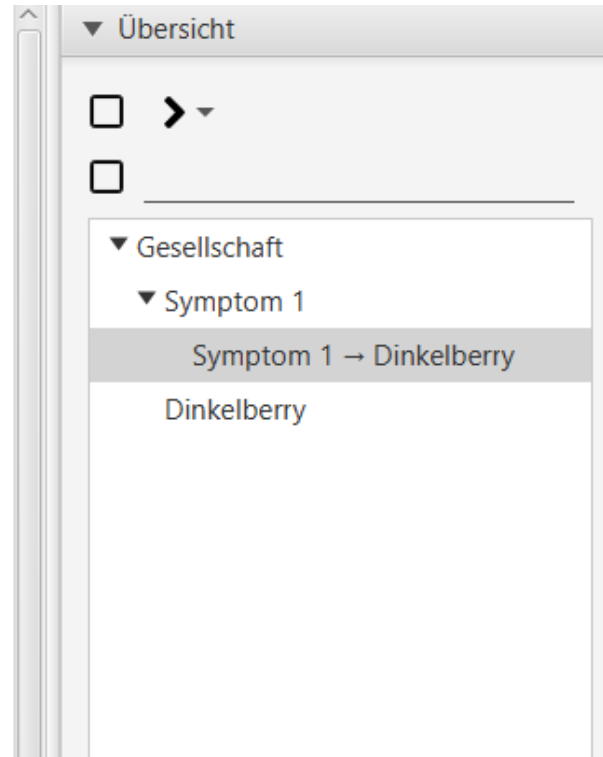 Übersicht
Gesellschaft
Symptom 1
Symptom 1 → Dinkelberry
Dinkelberry